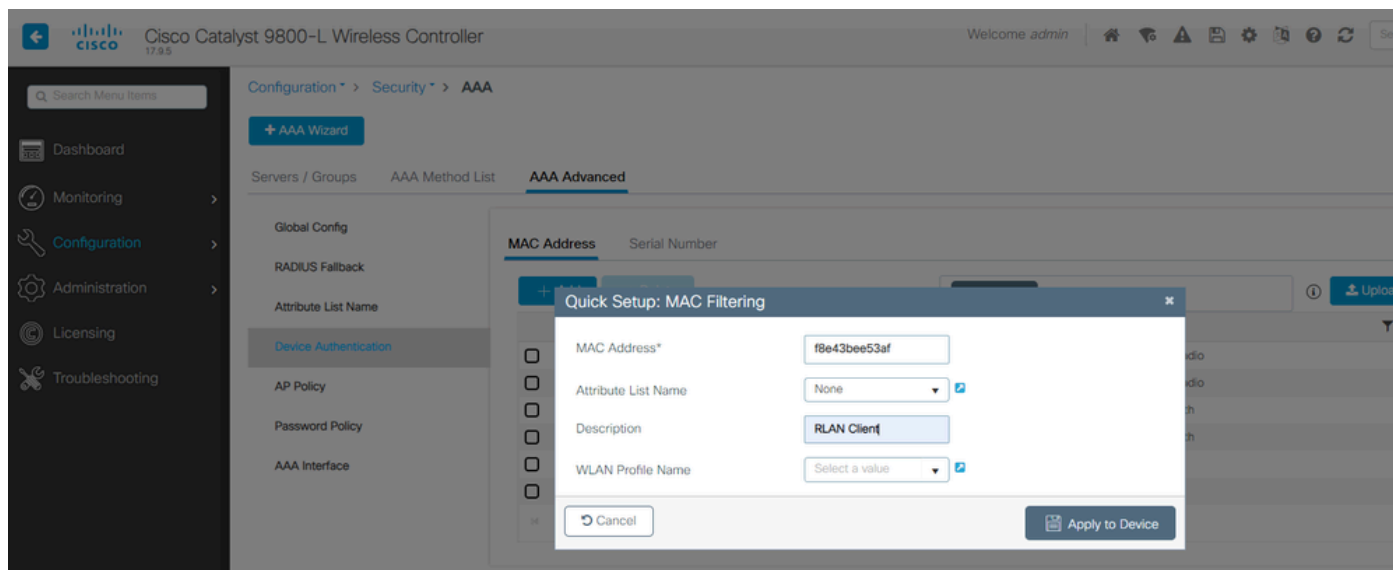 CISCO
Cisco Catalyst 9800-L Wireless Controller
17.9.5
Welcome admin
Search Menu Items
Dashboard
Monitoring
Configuration
Administration
Licensing
Troubleshooting
Configuration > Security > AAA
+ AAA Wizard
Servers / Groups AAA Method List AAA Advanced
Global Config
RADIUS Fallback
Attribute List Name
Device Authentication
AP Policy
Password Policy
AAA Interface
MAC Address Serial Number
Quick Setup: MAC Filtering
MAC Address* f8e43bee53af
Attribute List Name None
Description RLAN Client
WLAN Profile Name Select a value
Cancel Apply to Device